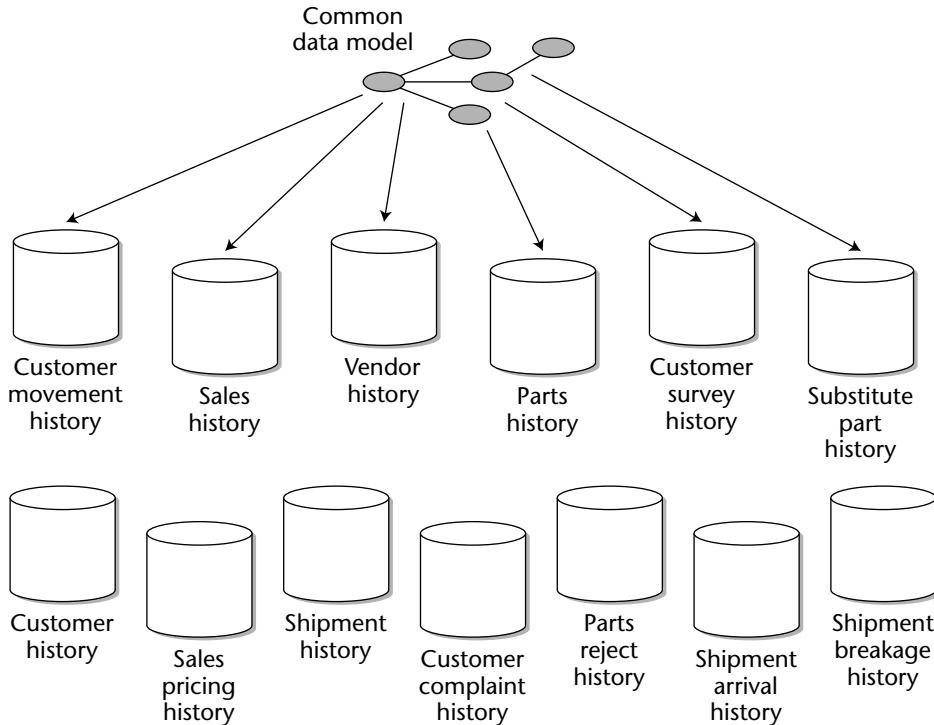 Common
data model
Customer
movement
history
Sales
history
Vendor
history
Parts
history
Customer
survey
history
Substitute
part
history
Customer
history
Sales
pricing
history
Shipment
history
Customer
complaint
history
Parts
reject
history
Shipment
arrival
history
Shipment
breakage
history